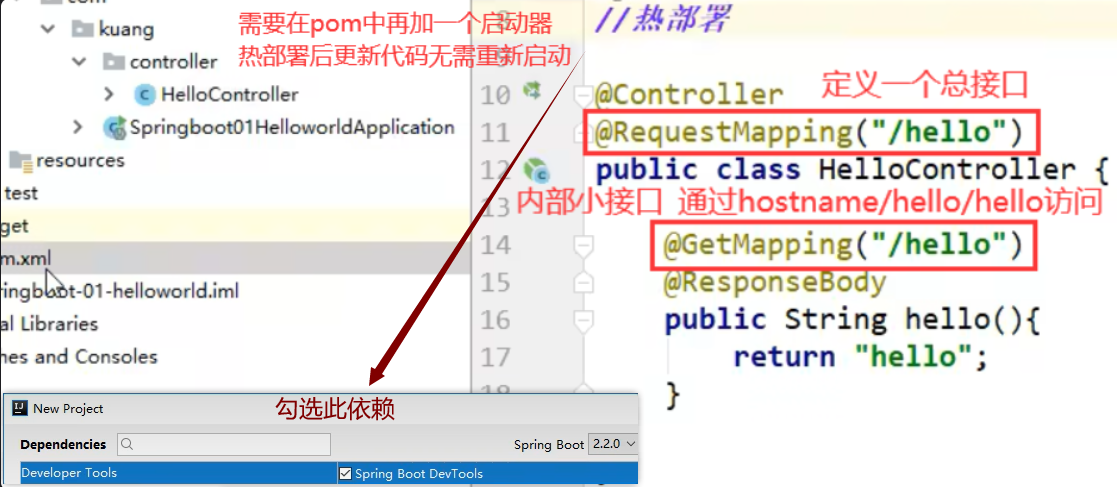 com
kuang
controller
HelloController
Springboot01HelloworldApplication
resources
test
get
m.xml
ringboot-01-helloworld.iml
al Libraries
hes and Consoles
需要在pom中再加一个启动器
热部署后更新代码无需重新启动
//热部署
10 @Controller
定义一个总接口
11 @RequestMapping("/hello")
12 public class HelloController {
13
内部小接口 通过hostname/hello/hello访问
14 @GetMapping("/hello")
15 @ResponseBody
16 public String hello(){
17 return "hello";
18 }
New Project
勾选此依赖
Dependencies
Spring Boot 2.2.0
Developer Tools
Spring Boot DevTools